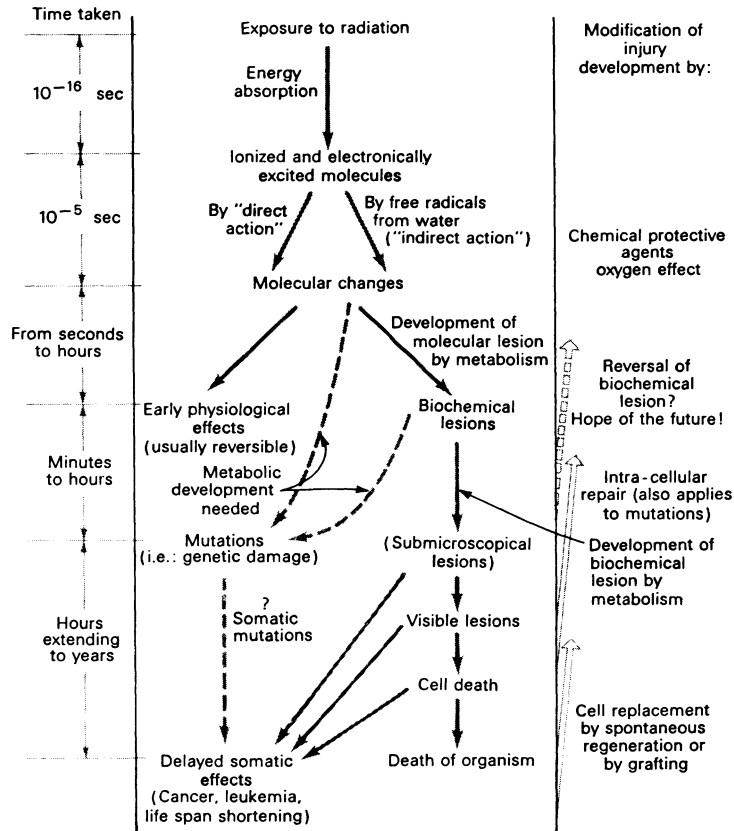 Time taken
10−16 sec
10−5 sec
From seconds
to hours
Minutes
to hours
Hours
extending
to years
Exposure to radiation
Energy
absorption
Ionized and electronically
excited molecules
By "direct
action"
By free radicals
from water
("indirect action")
Molecular changes
Development of
molecular lesion
by metabolism
Early physiological
effects
(usually reversible)
Biochemical
lesions
Metabolic
development
needed
Mutations
(i.e.: genetic damage)
(Submicroscopical
lesions)
?
Somatic
mutations
Visible lesions
Cell death
Delayed somatic
effects
(Cancer, leukemia,
life span shortening)
Death of organism
Modification of
injury
development by:
Chemical protective
agents
oxygen effect
Reversal of
biochemical
lesion?
Hope of the future!
Intra-cellular
repair (also applies
to mutations)
Development of
biochemical
lesion by
metabolism
Cell replacement
by spontaneous
regeneration or
by grafting